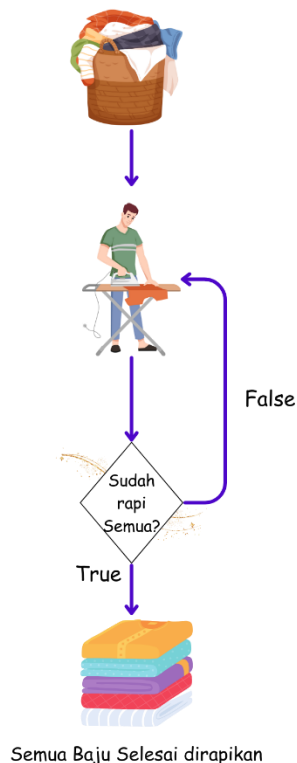 False
Sudah
rapi
Semua?
True
Semua Baju Selesai dirapikan